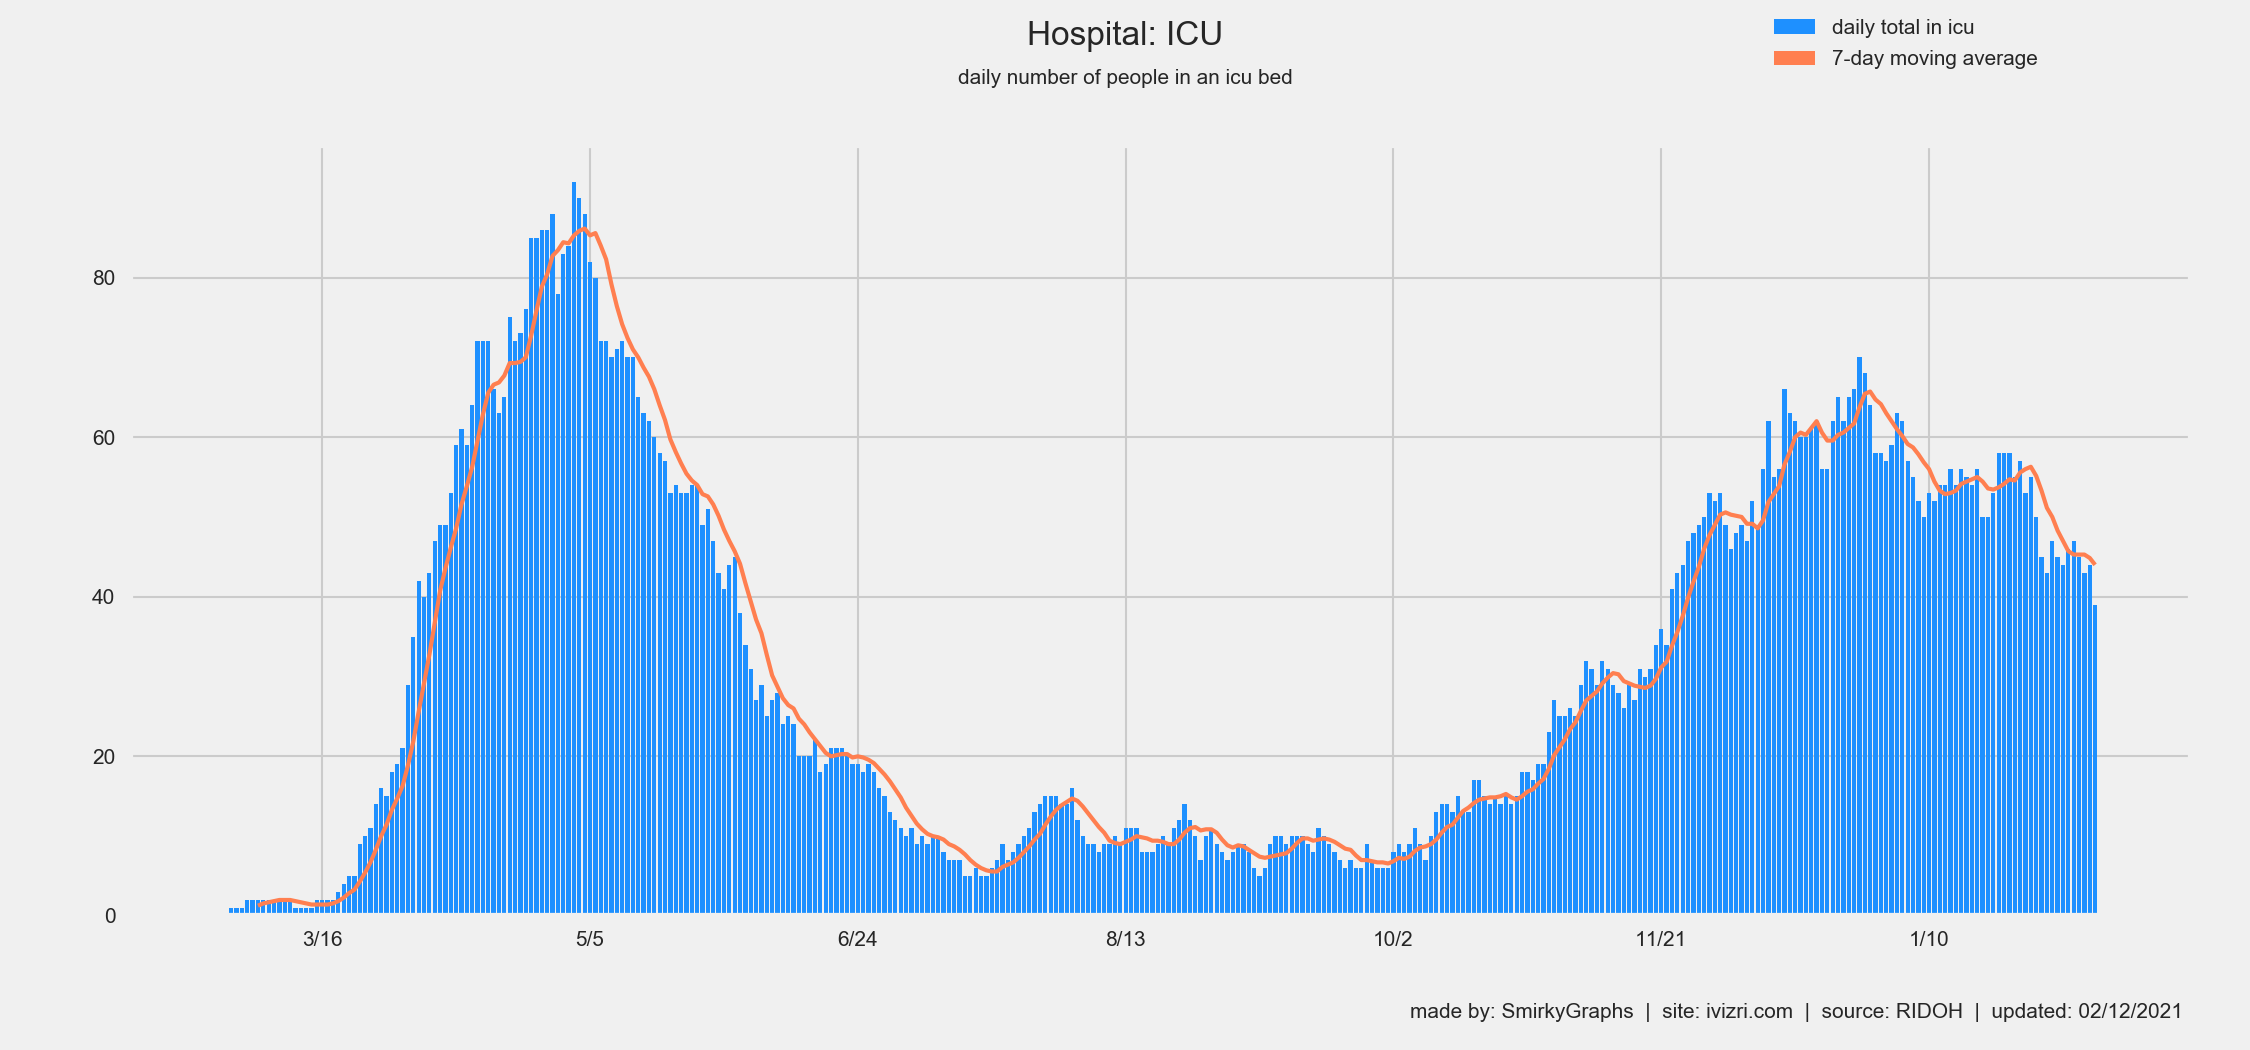 Hospital: ICU
daily number of people in an icu bed
daily total in icu
7-day moving average
80
60
40
20
0
3/16 5/5 6/24 8/13 10/2 11/21 1/10
made by: SmirkyGraphs | site: ivizri.com | source: RIDOH | updated: 02/12/2021